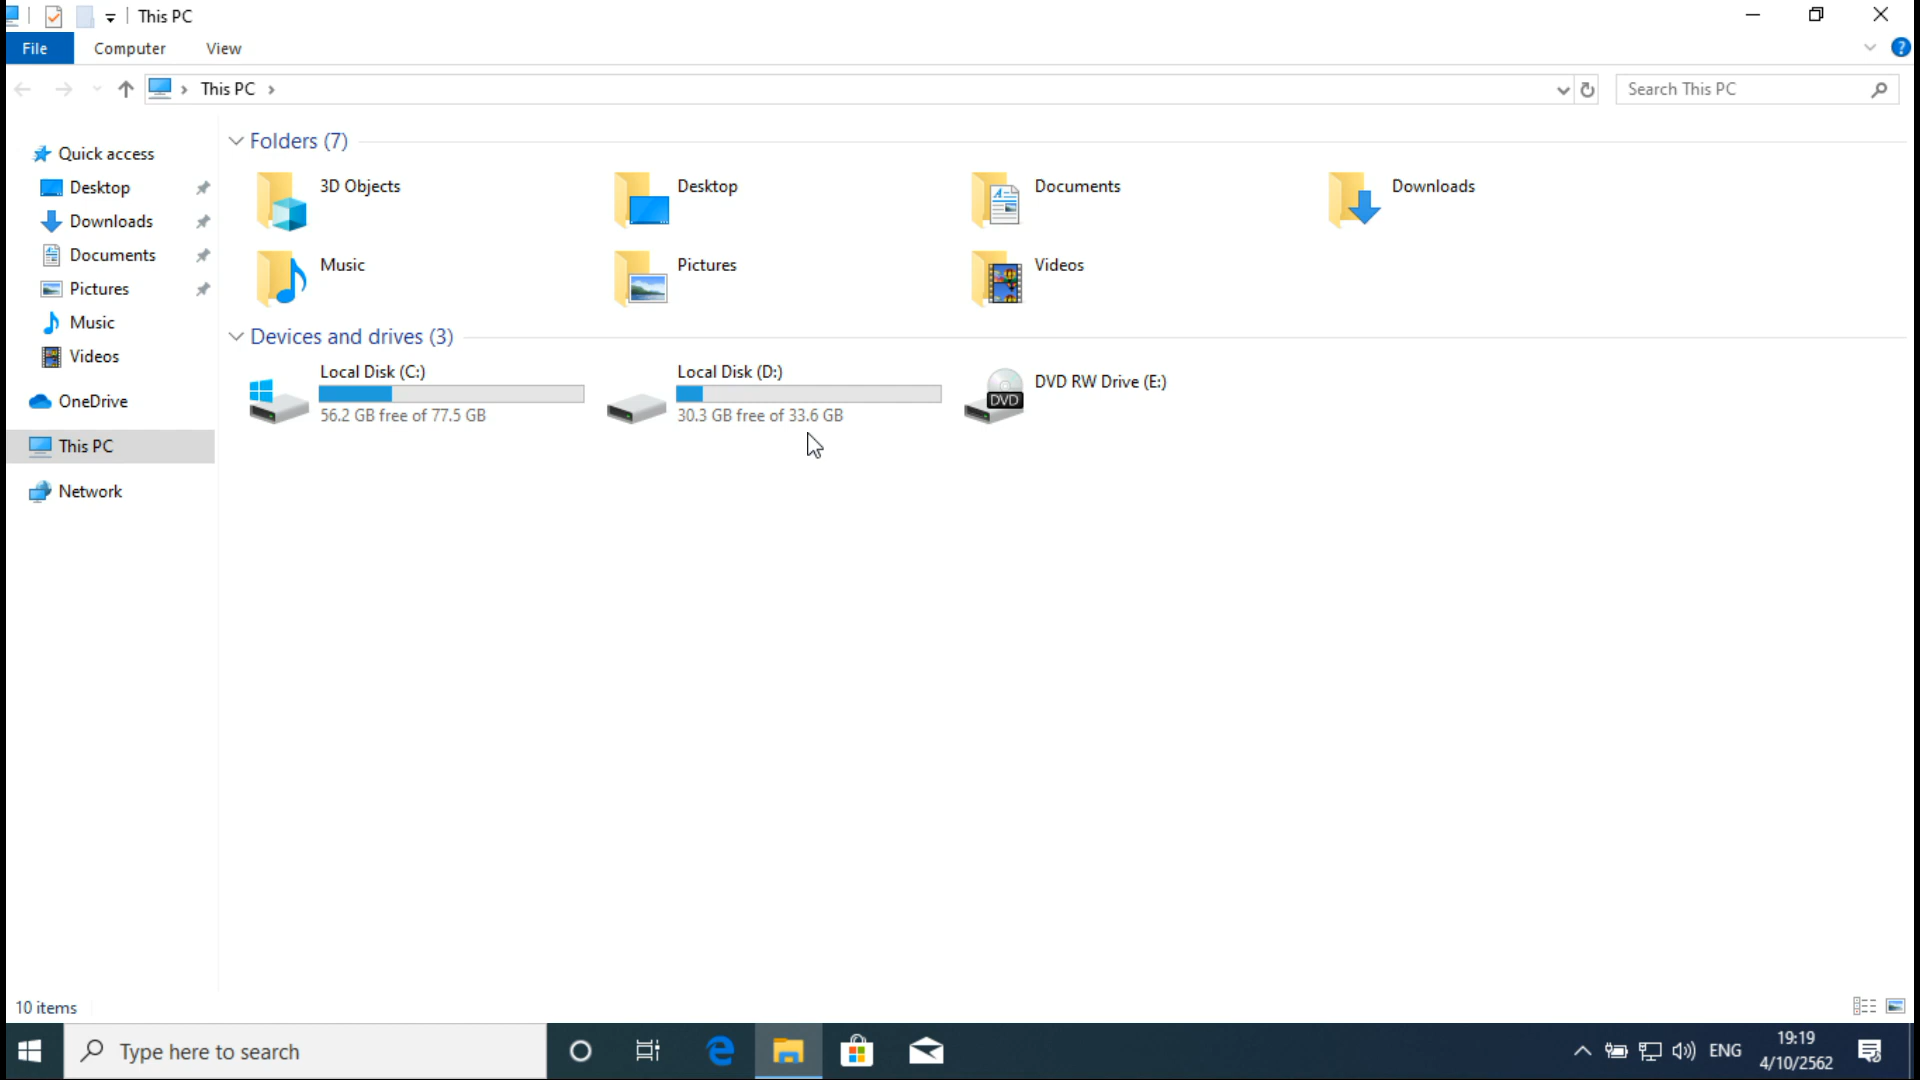 This PC
File Computer View
This PC
Search This PC
Quick access
Desktop
Downloads
Documents
Pictures
Music
Videos
OneDrive
This PC
Network
Folders (7)
3D Objects
Desktop
Documents
Downloads
Music
Pictures
Videos
Devices and drives (3)
Local Disk (C:)
56.2 GB free of 77.5 GB
Local Disk (D:)
30.3 GB free of 33.6 GB
DVD
DVD RW Drive (E:)
10 items
Type here to search
ENG
19:19
4/10/2562